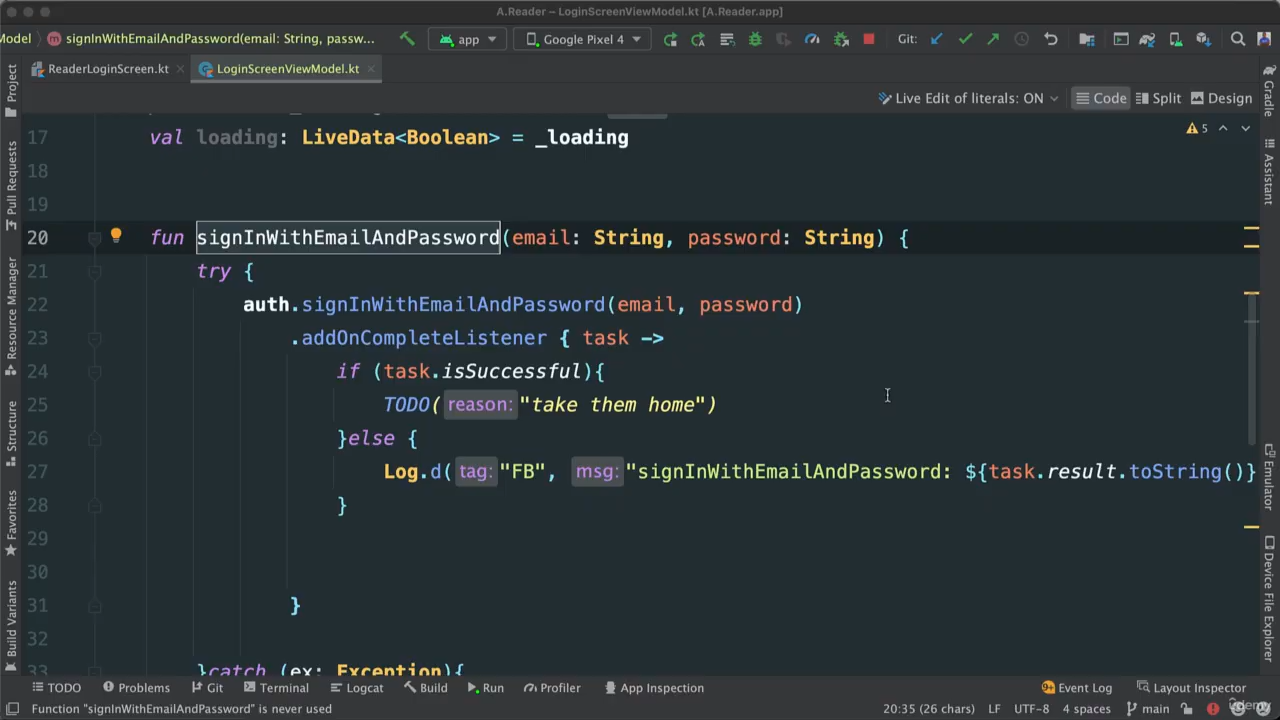 A.Reader – LoginScreenViewModel.kt [A.Reader.app]
Model signInWithEmailAndPassword(email: String, passw... app Google Pixel 4 Git:
ReaderLoginScreen.kt LoginScreenViewModel.kt
Live Edit of literals: ON Code Split Design
5
17 val loading: LiveData<Boolean> = _loading
18
19
20 fun signInWithEmailAndPassword(email: String, password: String) {
21 try {
22 auth.signInWithEmailAndPassword(email, password)
23 .addOnCompleteListener { task ->
24 if (task.isSuccessful){
25 TODO( reason: "take them home")
26 }else {
27 Log.d( tag: "FB", msg: "signInWithEmailAndPassword: ${task.result.toString()}
28 }
29
30
31 }
32
33 }catch (ex: Exception){
Project
Pull Requests
Resource Manager
Structure
Favorites
Build Variants
Gradle
Assistant
Emulator
Device File Explorer
TODO Problems Git Terminal Logcat Build Run Profiler App Inspection 9+ Event Log Layout Inspector
Function "signInWithEmailAndPassword" is never used 20:35 (26 chars) LF UTF-8 4 spaces main
Udemy